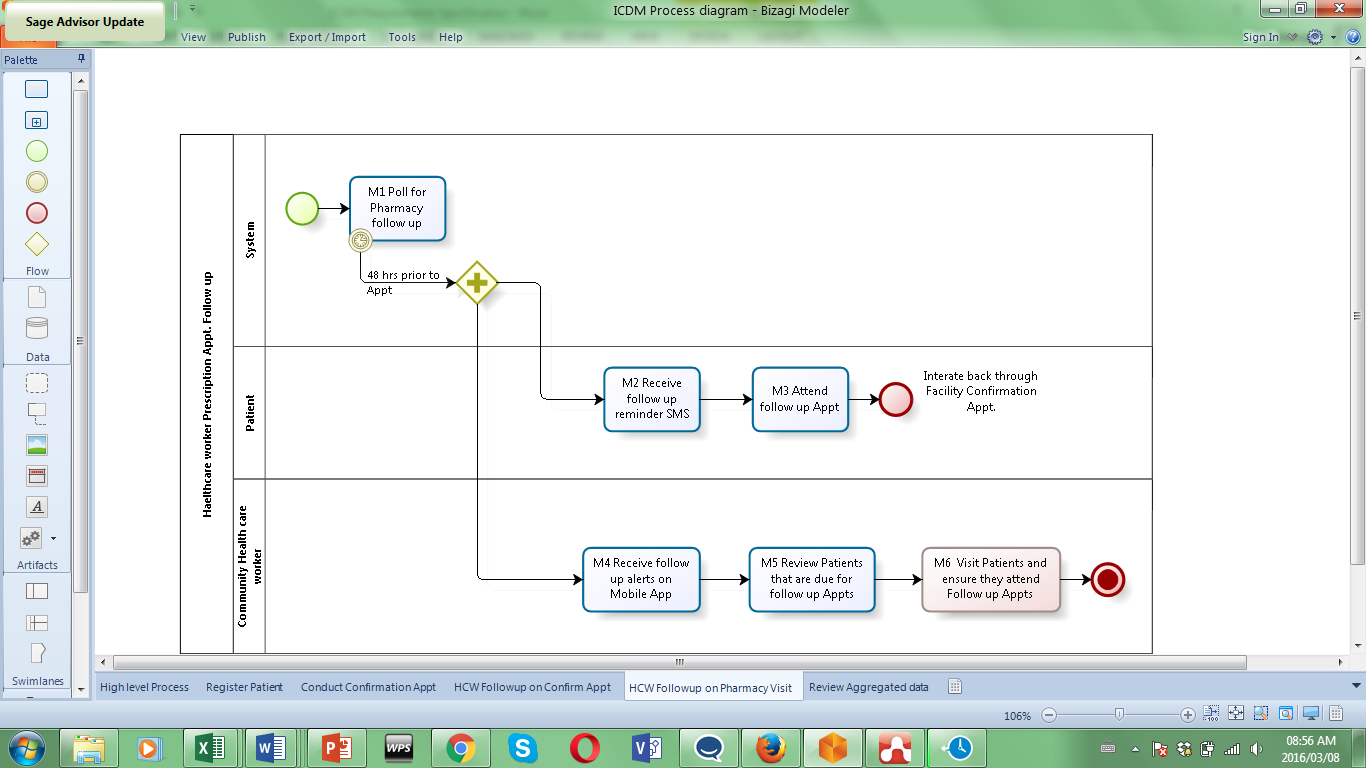 Sage Advisor Update
ICDM Process diagram - Bizagi Modeler
View Publish Export / Import Tools Help
Sign In
Palette
Flow
Data
Artifacts
Swimlanes
Haelthcare worker Prescription Appt. Follow up
System
M1 Poll for
Pharmacy
follow up
48 hrs prior to
Appt
Patient
M2 Receive
follow up
reminder SMS
M3 Attend
follow up Appt
Interate back through
Facility Confirmation
Appt.
Community Health care
worker
M4 Receive follow
up alerts on
Mobile App
M5 Review Patients
that are due for
follow up Appts
M6 Visit Patients and
ensure they attend
Follow up Appts
High level Process Register Patient Conduct Confirmation Appt HCW Followup on Confirm Appt HCW Followup on Pharmacy Visit Review Aggregated data
106%
WPS
08:56 AM
2016/03/08